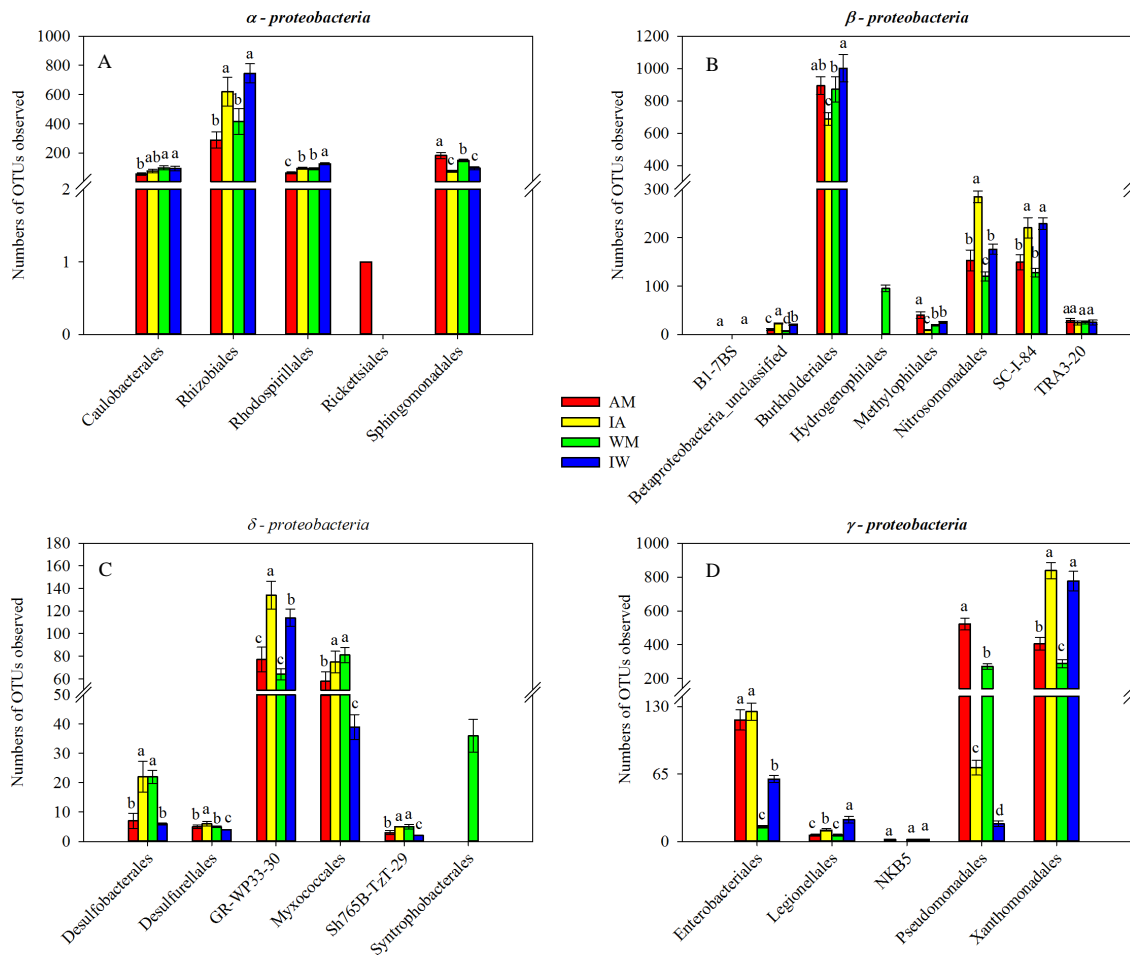 α - proteobacteria
A
Numbers of OTUs observed
1000
800
600
400
200
2
1
0
b ab a a
b a b a
c b b a
a c b c
Caulobacterales
Rhizobiales
Rhodospirillales
Rickettsiales
Sphingomonadales
β - proteobacteria
B
Numbers of OTUs observed
1200
1000
800
600
400
300
200
100
0
a a
c a d b
ab c b a
a c b b
b a c b
b a b a
a a a a
B1-7BS
Betaproteobacteria_unclassified
Burkholderiales
Hydrogenophilales
Methylophilales
Nitrosomonadales
SC-I-84
TRA3-20
AM
IA
WM
IW
δ - proteobacteria
C
Numbers of OTUs observed
180
160
140
120
100
80
60
50
40
30
20
10
0
b a a b
b a b c
c a c b
b a a c
b a a c
Desulfobacterales
Desulfurellales
GR-WP33-30
Myxococcales
Sh765B-TzT-29
Syntrophobacterales
γ - proteobacteria
D
Numbers of OTUs observed
1000
800
600
400
200
130
65
0
a a c b
c b c a
a a a
a c b d
b a c a
Enterobacteriales
Legionellales
NKB5
Pseudomonadales
Xanthomonadales